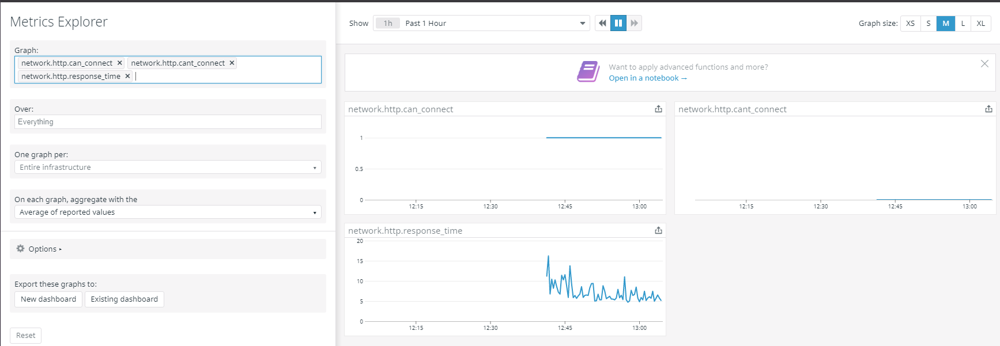 Metrics Explorer
Graph:
network.http.can_connect × network.http.cant_connect ×
network.http.response_time ×
Over:
Everything
One graph per:
Entire infrastructure
On each graph, aggregate with the
Average of reported values
Options
Export these graphs to:
New dashboard Existing dashboard
Reset
Show 1h Past 1 Hour
Graph size: XS S M L XL
Want to apply advanced functions and more?
Open in a notebook →
network.http.can_connect
1
0.5
0
12:15 12:30 12:45 13:00
network.http.cant_connect
12:15 12:30 12:45 13:00
network.http.response_time
20
15
10
5
0
12:15 12:30 12:45 13:00